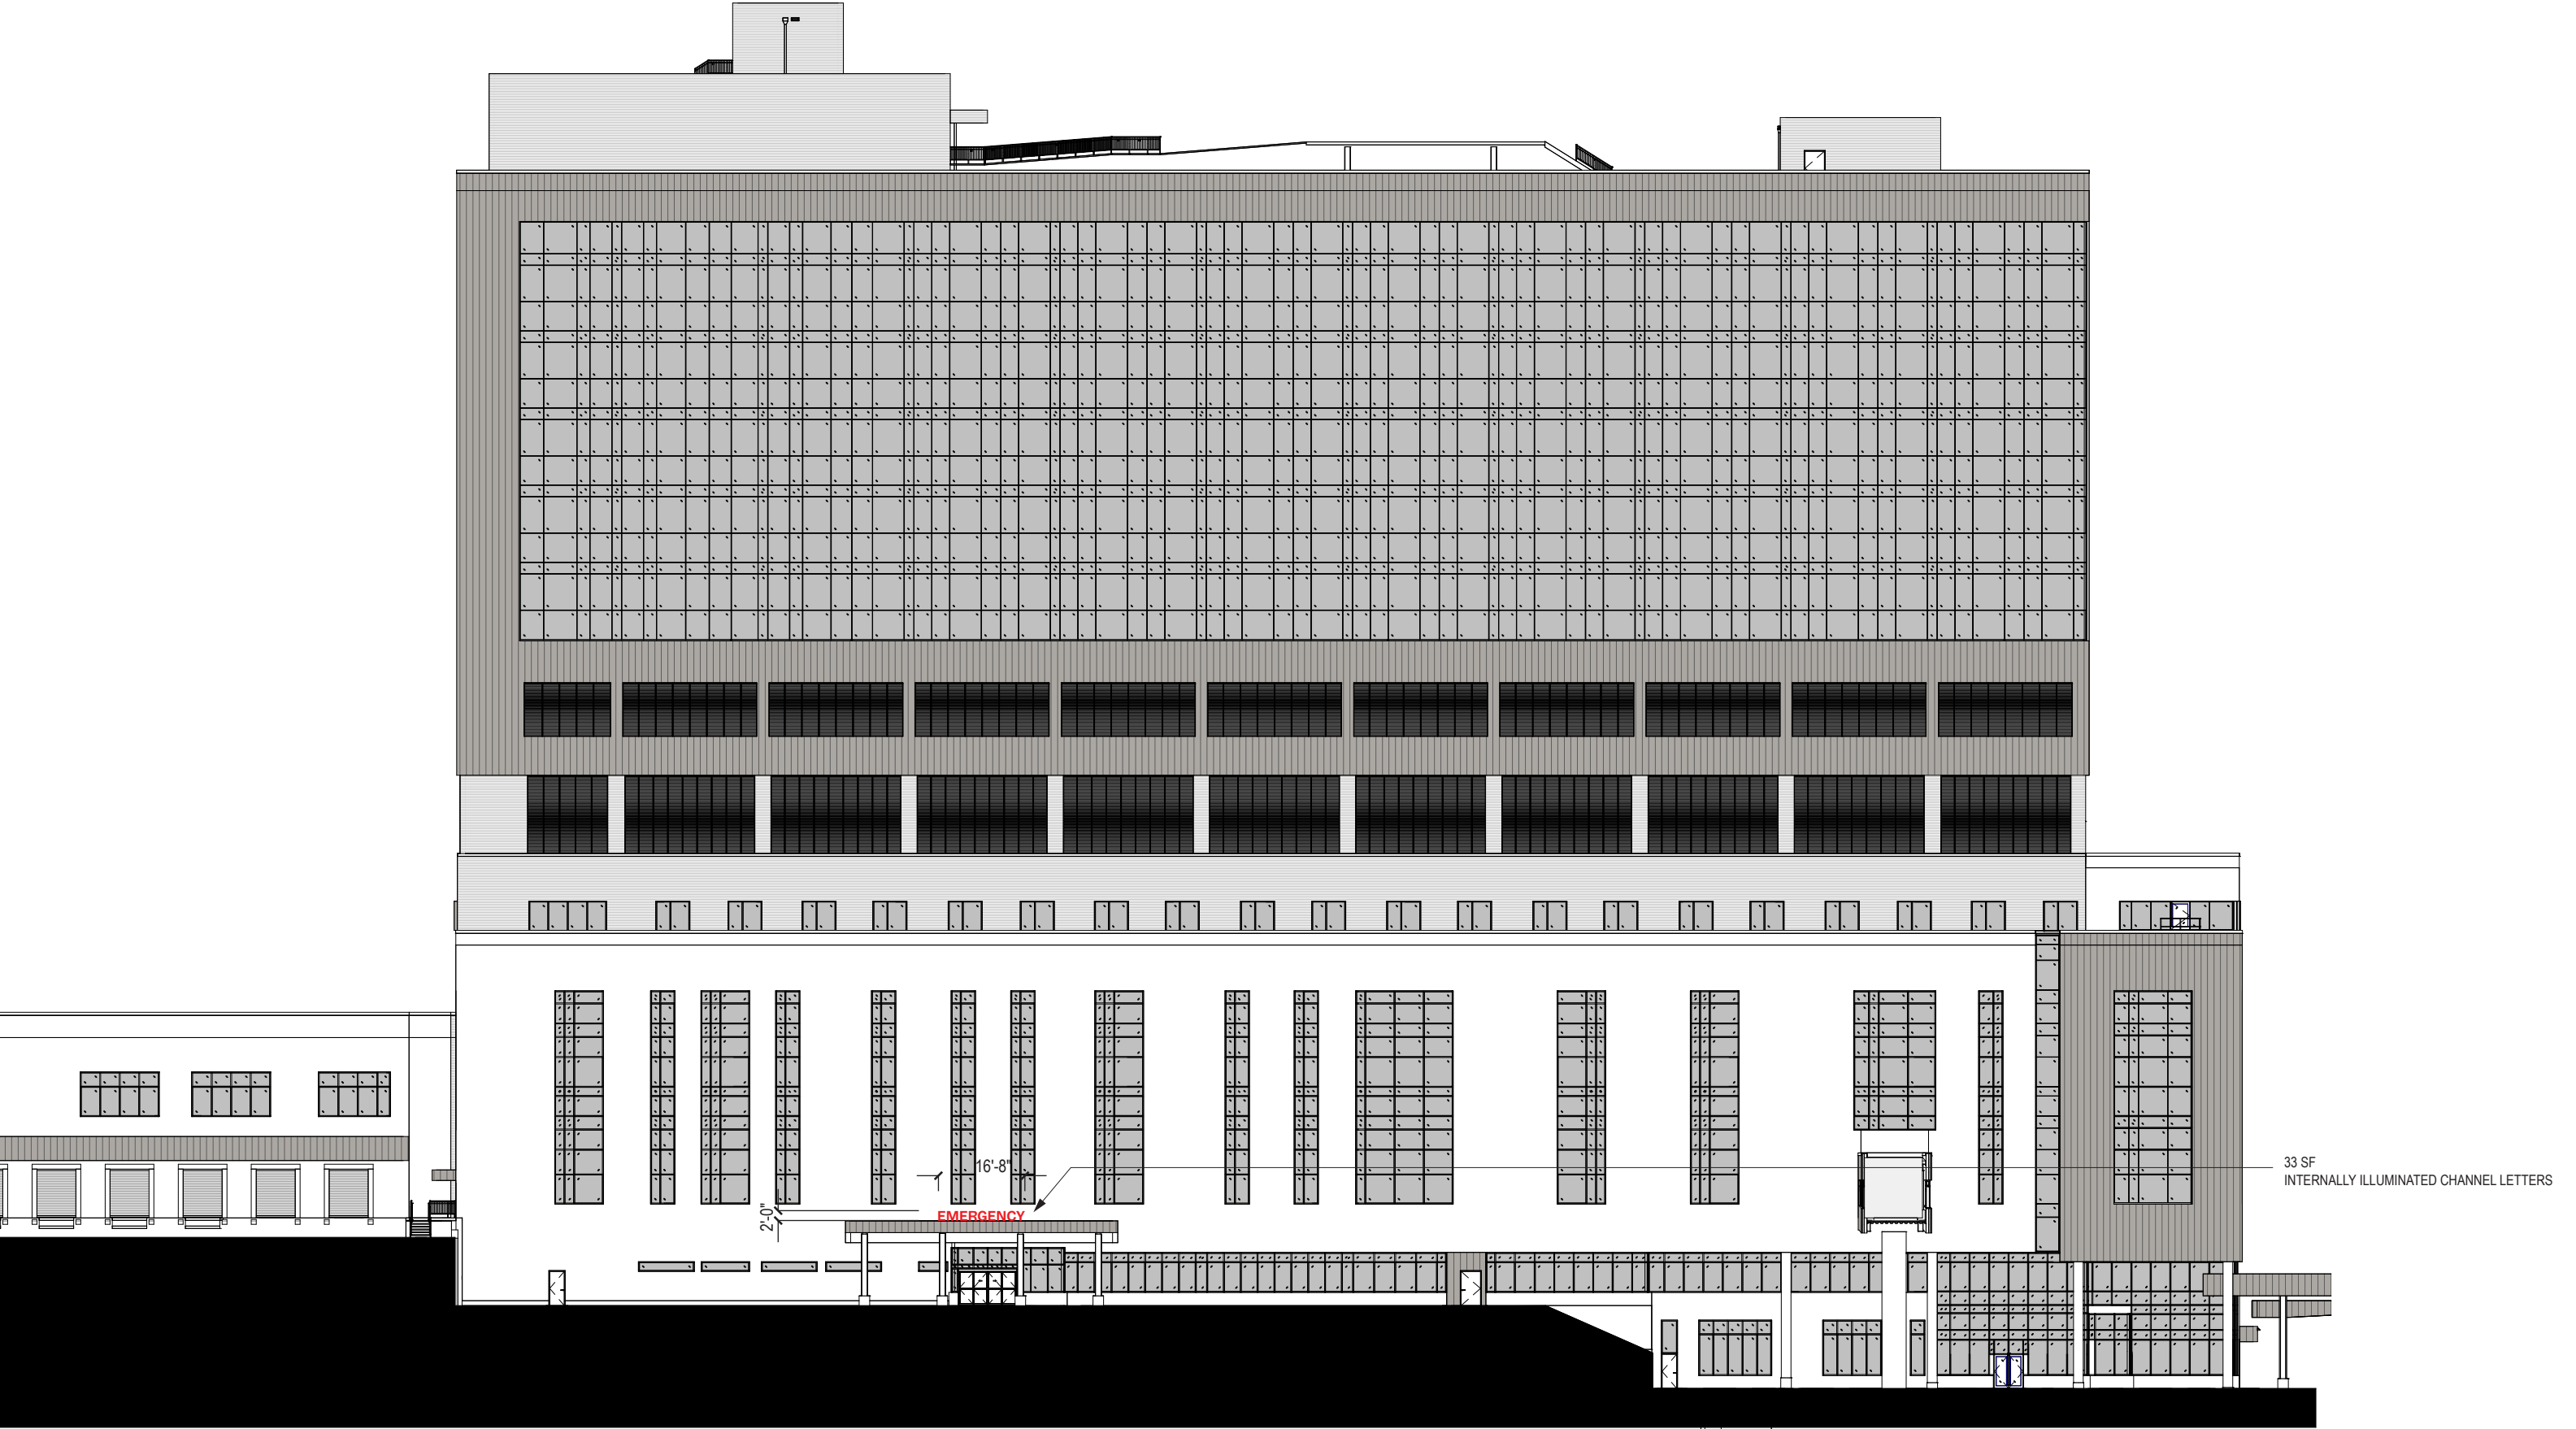 16'-8"
33 SF
INTERNALLY ILLUMINATED CHANNEL LETTERS
2'-0"
EMERGENCY